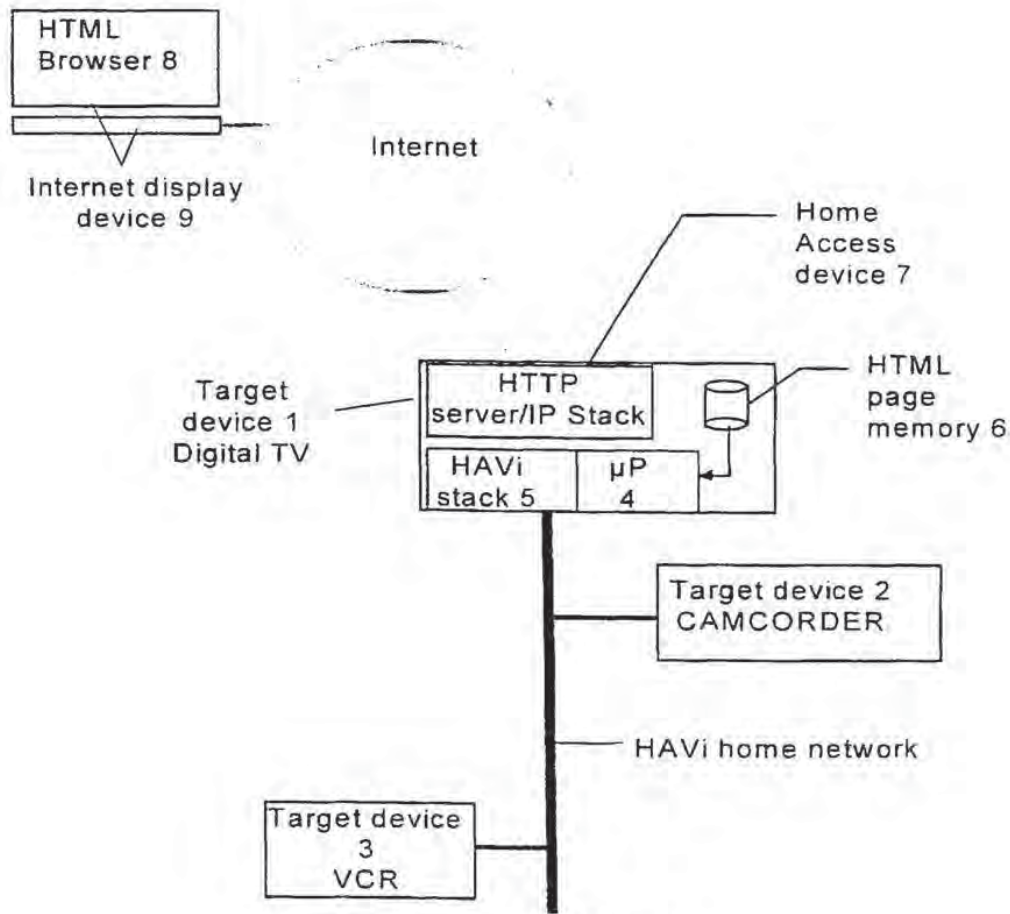 HTML
Browser 8
Internet
Internet display
device 9
Home
Access
device 7
Target
device 1
Digital TV
HTTP
server/IP Stack
HTML
page
memory 6
HAVi
stack 5
µP
4
Target device 2
CAMCORDER
HAVi home network
Target device
3
VCR